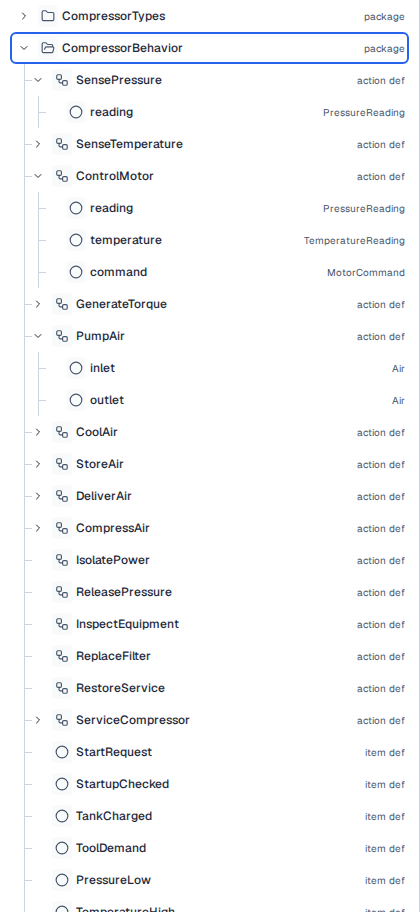 CompressorTypes package
CompressorBehavior package
SensePressure action def
reading PressureReading
SenseTemperature action def
ControlMotor action def
reading PressureReading
temperature TemperatureReading
command MotorCommand
GenerateTorque action def
PumpAir action def
inlet Air
outlet Air
CoolAir action def
StoreAir action def
DeliverAir action def
CompressAir action def
IsolatePower action def
ReleasePressure action def
InspectEquipment action def
ReplaceFilter action def
RestoreService action def
ServiceCompressor action def
StartRequest item def
StartupChecked item def
TankCharged item def
ToolDemand item def
PressureLow item def
TemperatureHigh item def